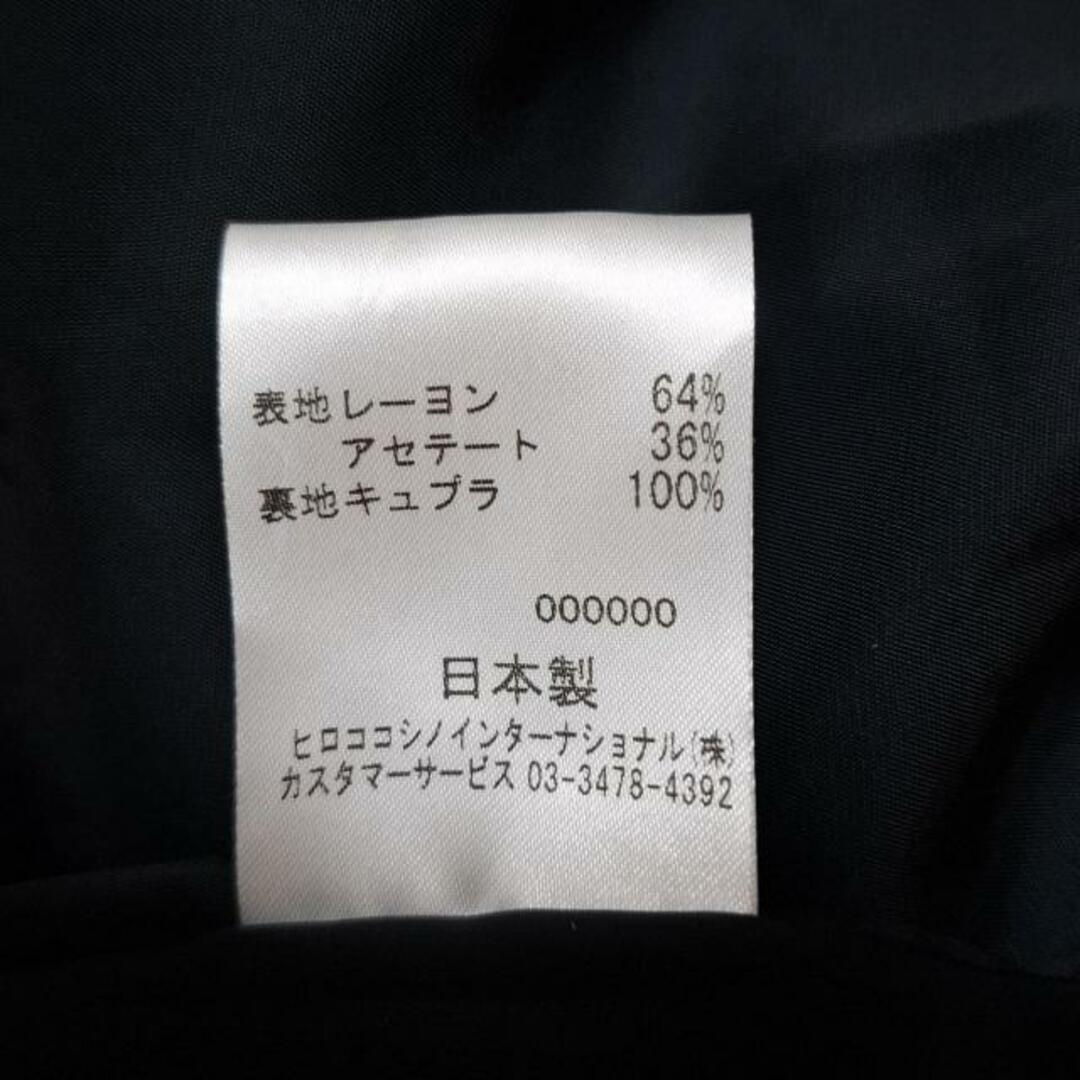 表地レーヨン 64%
アセテート 36%
裏地キュプラ 100%
000000
日本製
ヒロココシノインターナショナル(株)
カスタマーサービス 03-3478-4392